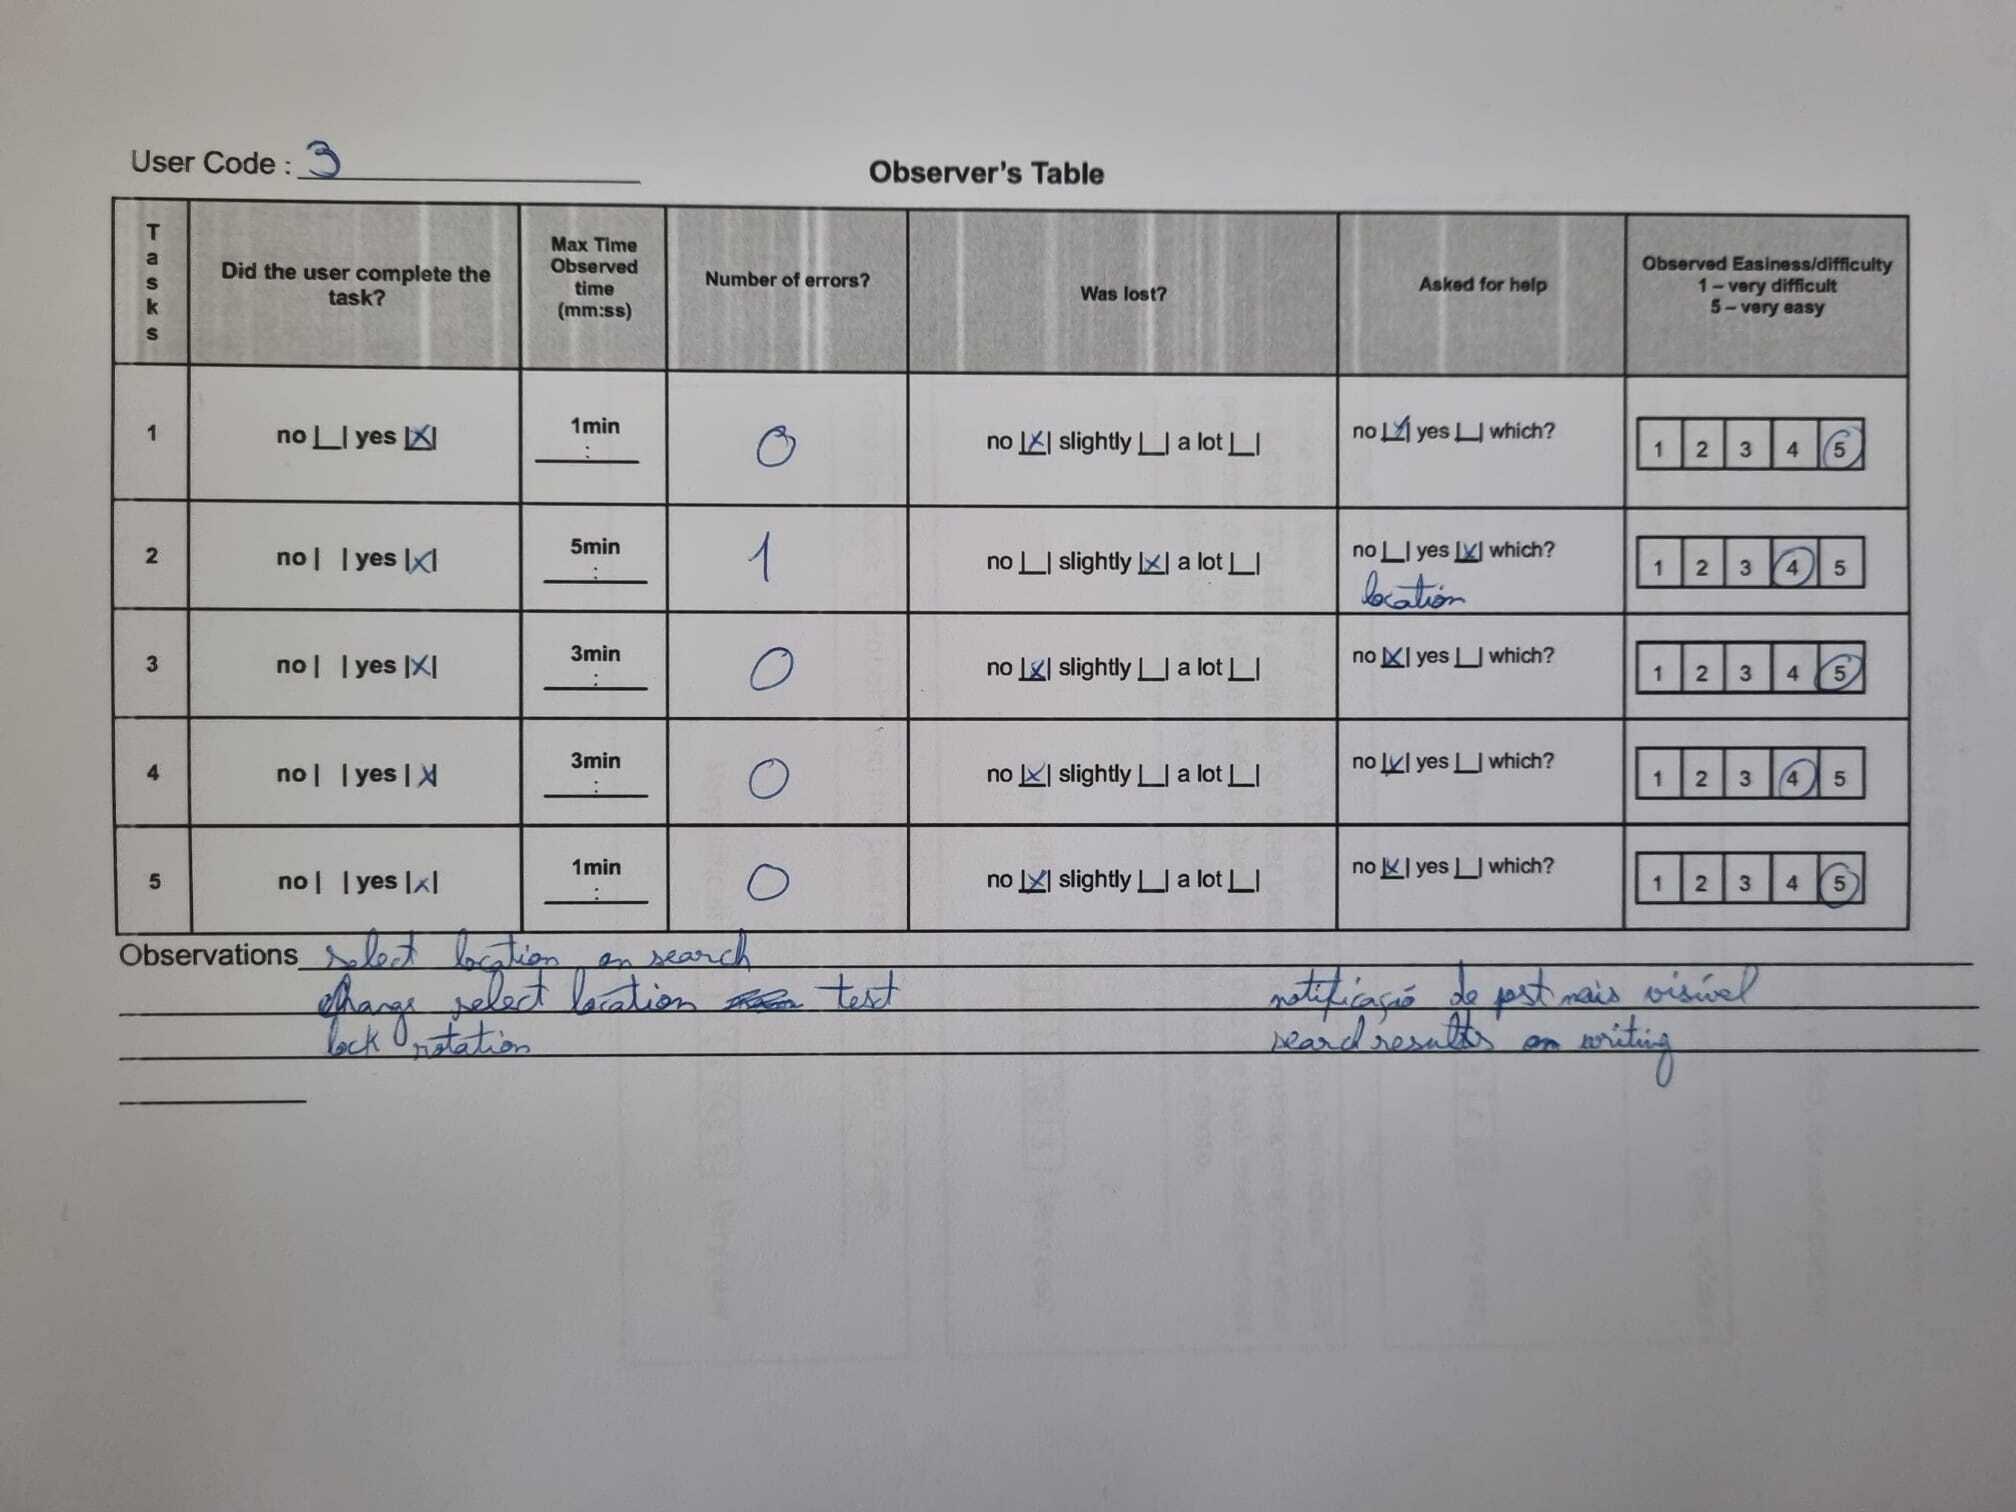 User Code : 3
Observer's Table
Tasks
Did the user complete the
task?
Max Time
Observed
time
(mm:ss)
Number of errors?
Was lost?
Asked for help
Observed Easiness/difficulty
1 – very difficult
5 – very easy
1
no |_| yes |X|
1min
:
0
no |X| slightly |_| a lot |_|
no |X| yes |_| which?
1 2 3 4 5
2
no | | yes |X|
5min
:
1
no |_| slightly |X| a lot |_|
no |_| yes |X| which?
location
1 2 3 4 5
3
no | | yes |X|
3min
:
0
no |X| slightly |_| a lot |_|
no |X| yes |_| which?
1 2 3 4 5
4
no | | yes |X|
3min
:
0
no |X| slightly |_| a lot |_|
no |X| yes |_| which?
1 2 3 4 5
5
no | | yes |X|
1min
:
0
no |X| slightly |_| a lot |_|
no |X| yes |_| which?
1 2 3 4 5
Observations select location on search
change select location test
lock rotation
notificação de post mais visível
search results on writing